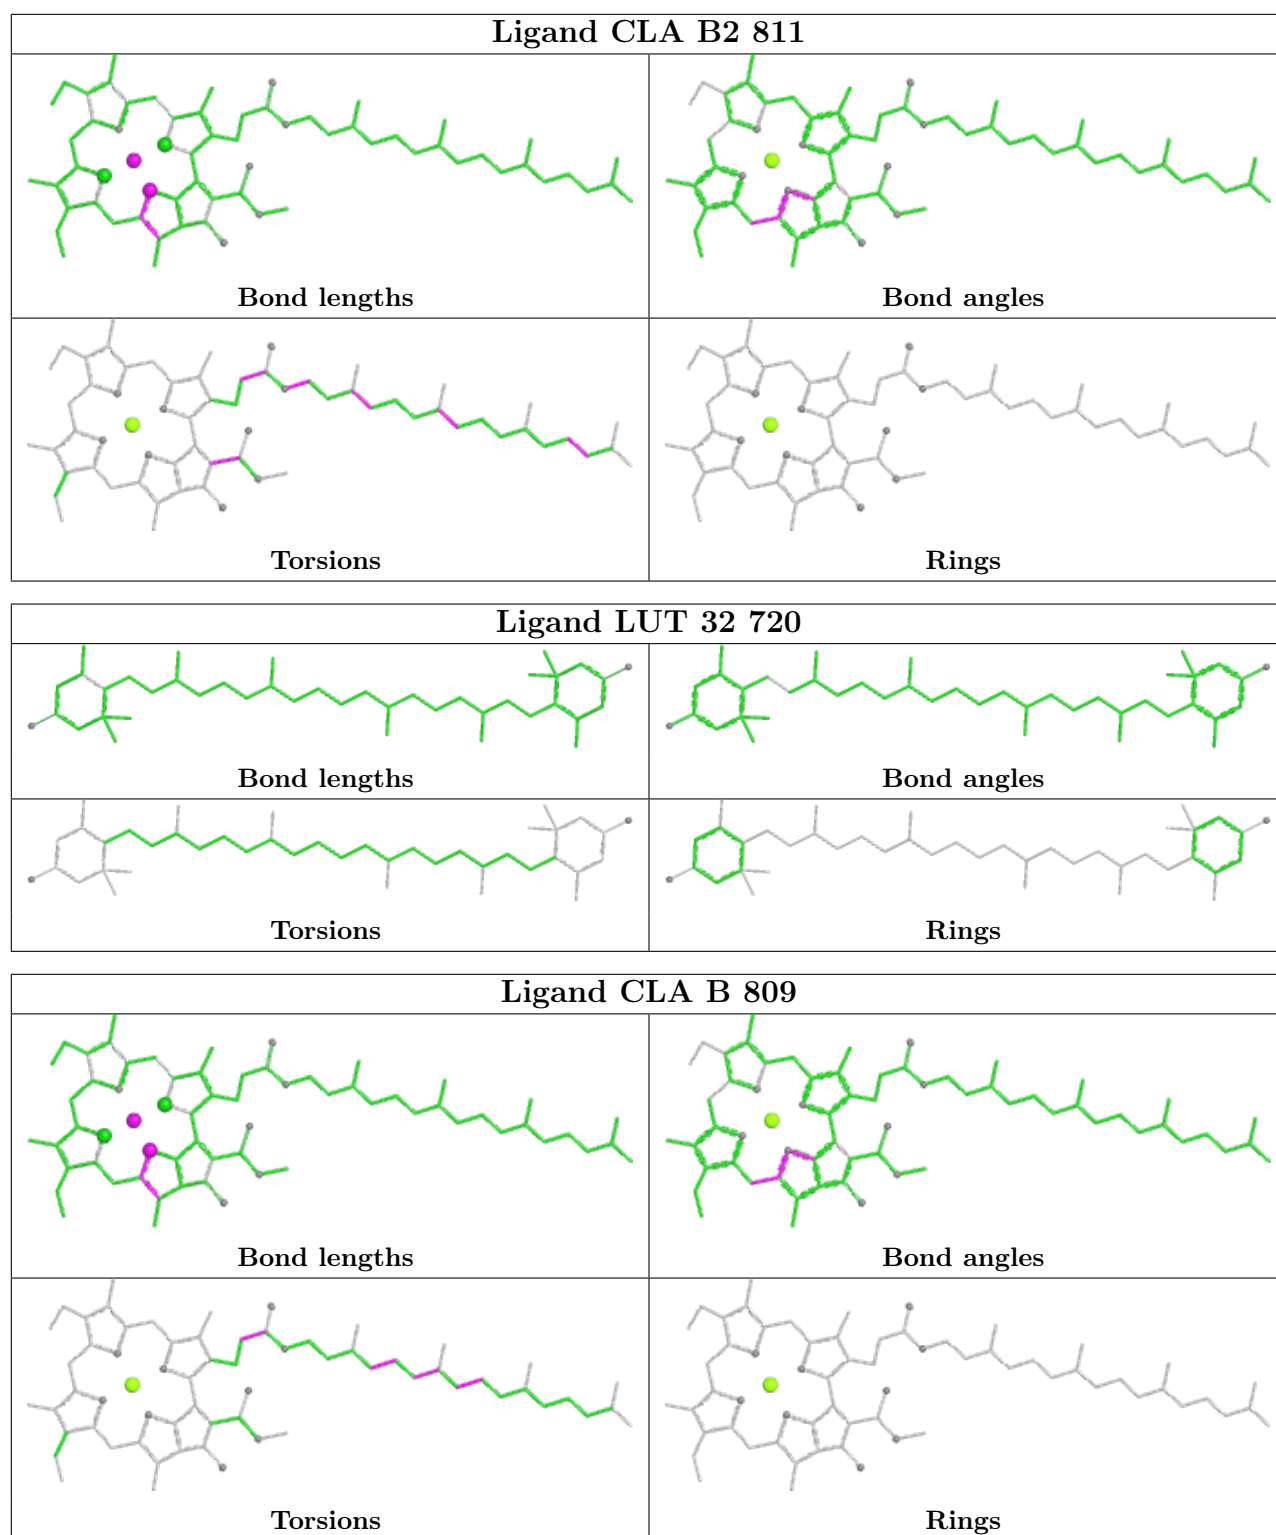 Ligand CLA B2 811
Bond lengths
Bond angles
Torsions
Rings
Ligand LUT 32 720
Bond lengths
Bond angles
Torsions
Rings
Ligand CLA B 809
Bond lengths
Bond angles
Torsions
Rings